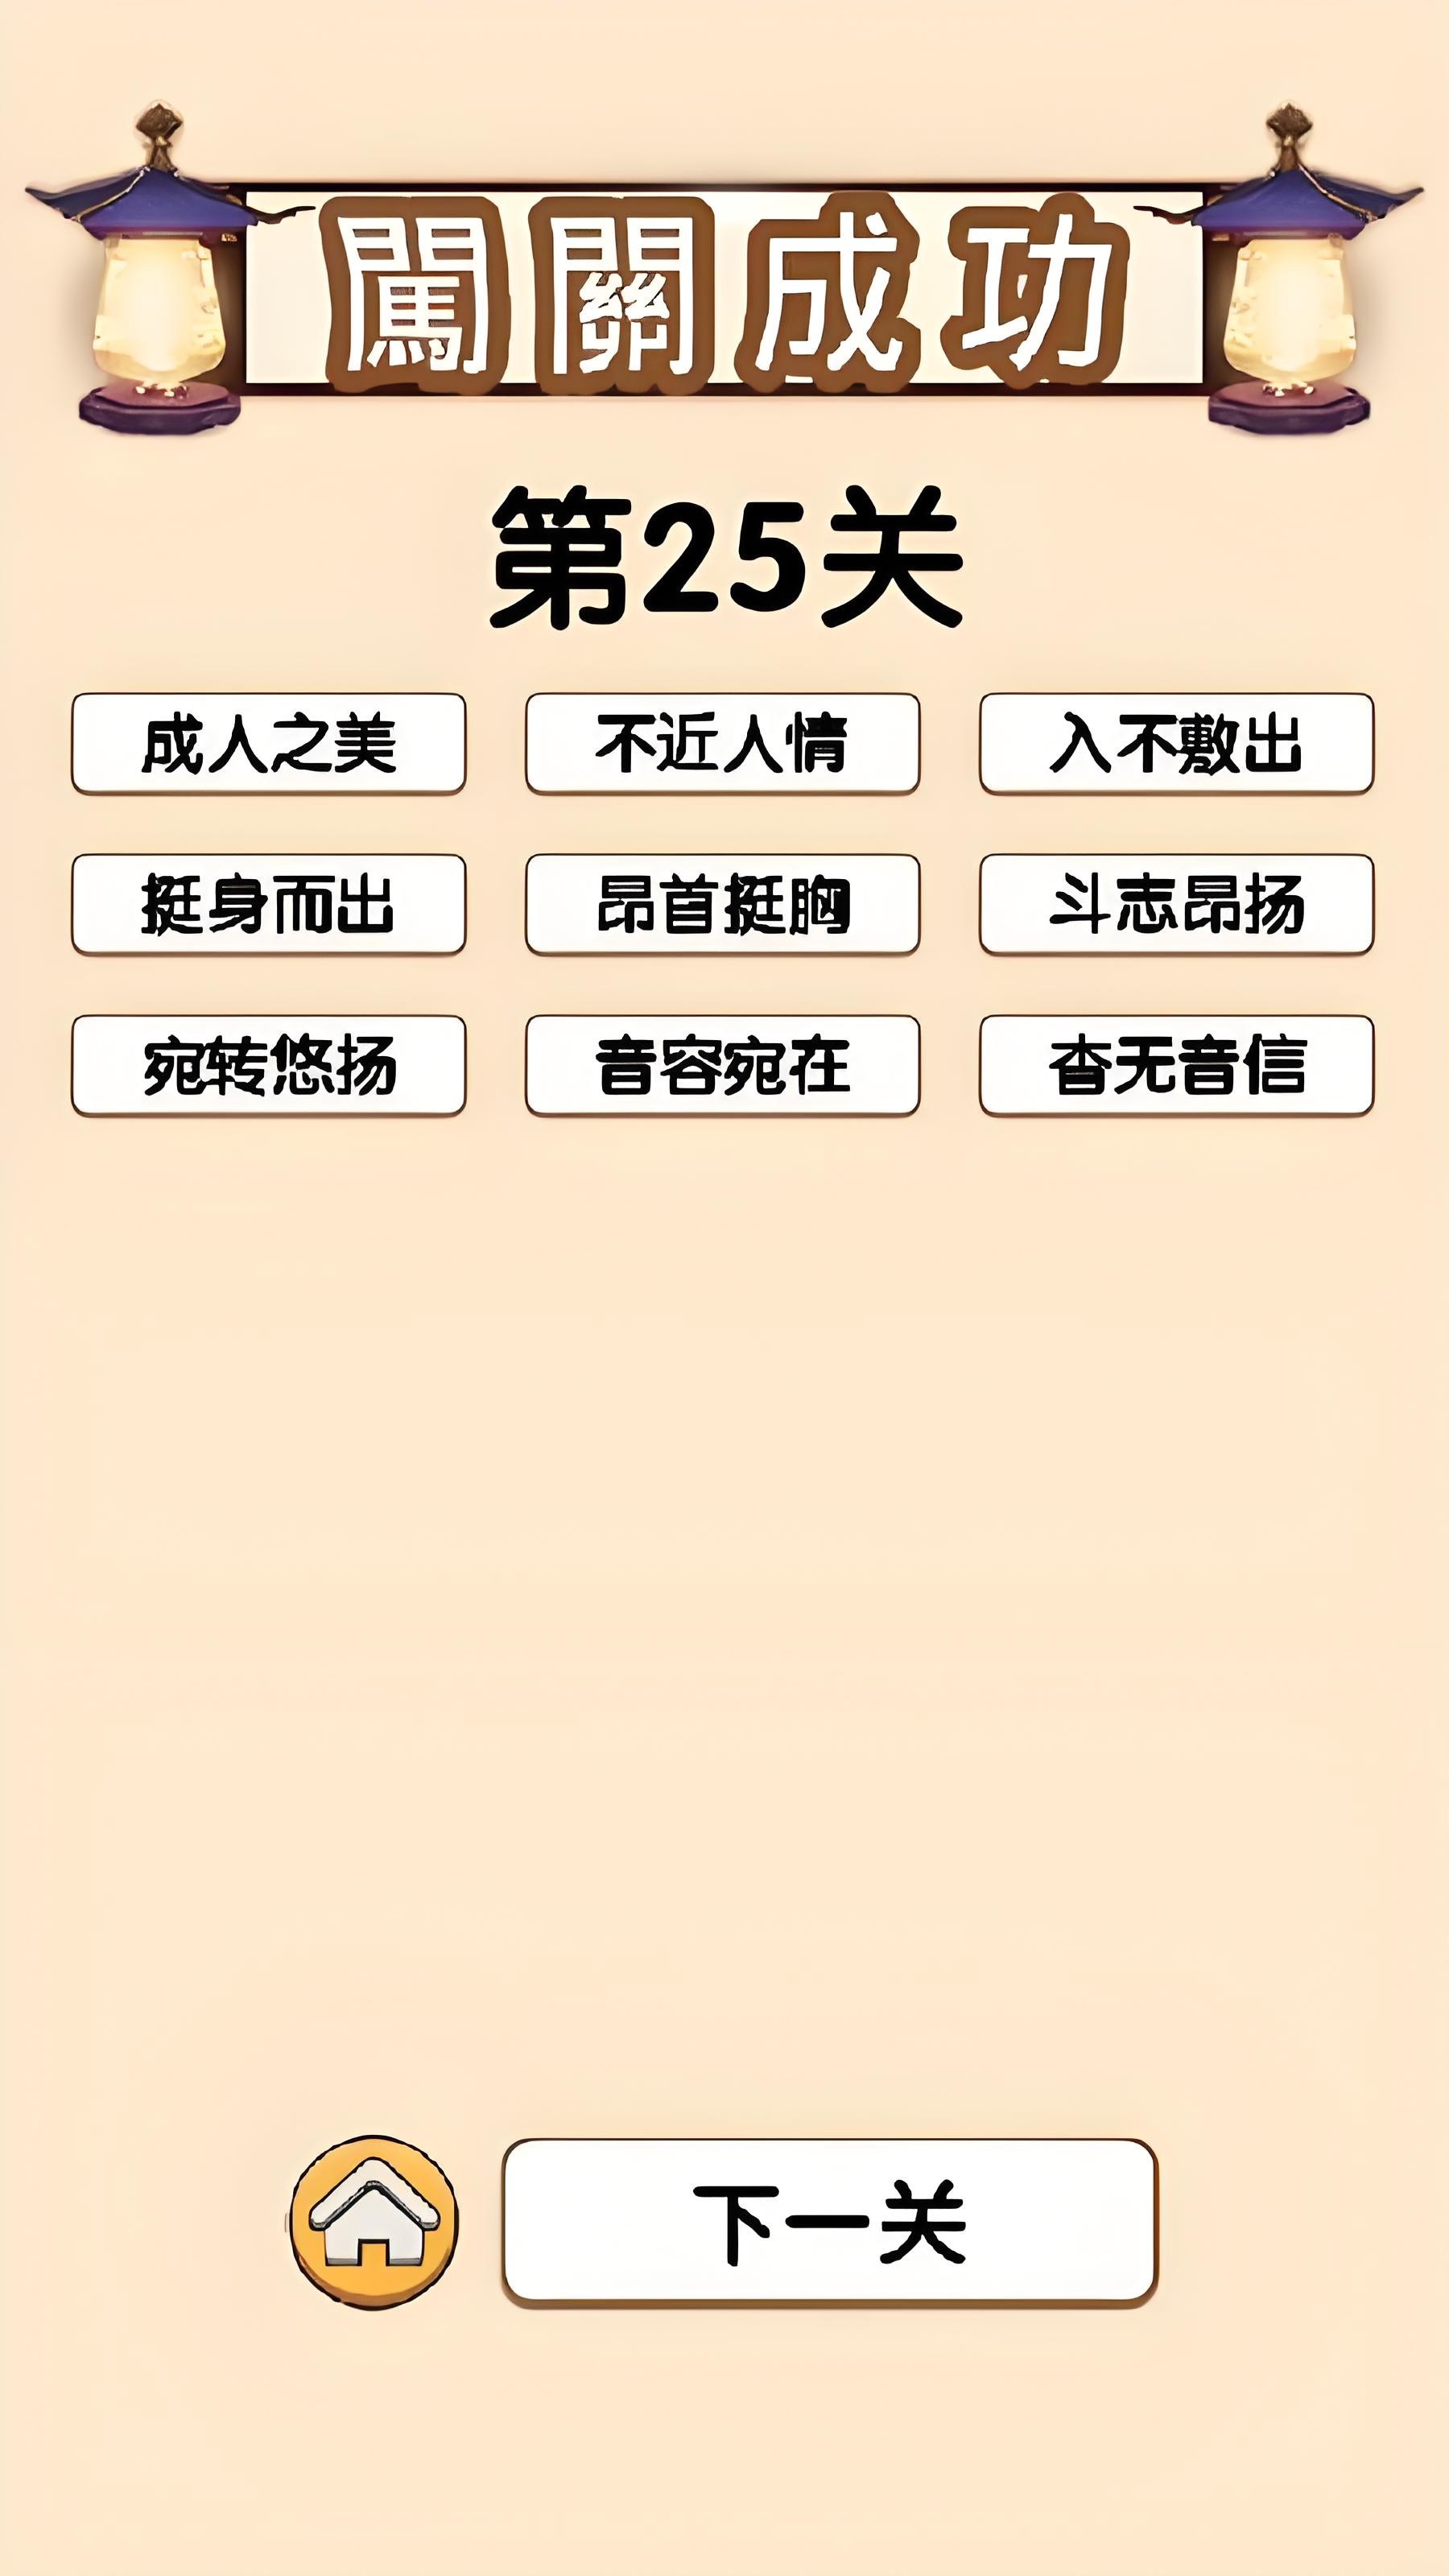 闖關成功
第25关
成人之美 不近人情 入不敷出
挺身而出 昂首挺胸 斗志昂扬
宛转悠扬 音容宛在 杳无音信
下一关